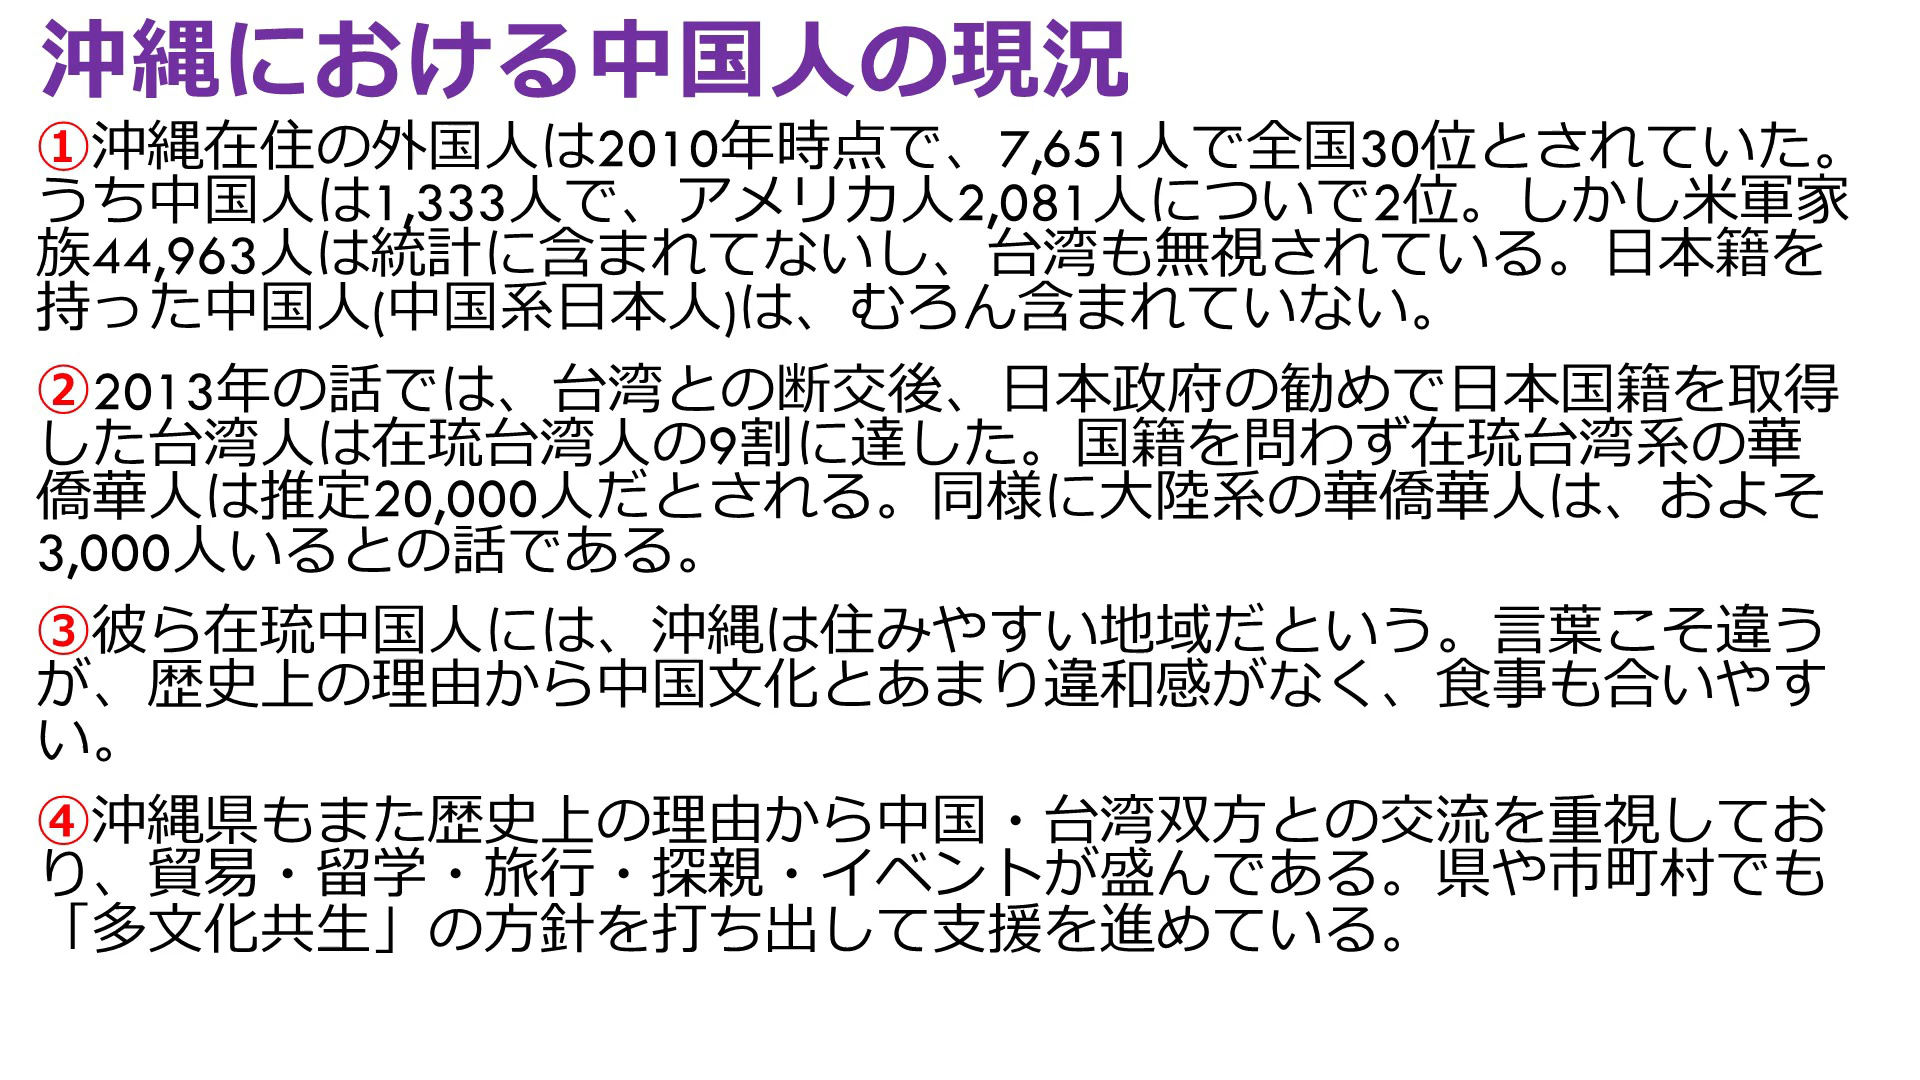 沖縄における中国人の現況
①沖縄在住の外国人は2010年時点で、7,651人で全国30位とされていた。
うち中国人は1,333人で、アメリカ人2,081人についで2位。しかし米軍家
族44,963人は統計に含まれてないし、台湾も無視されている。日本籍を
持った中国人(中国系日本人)は、むろん含まれていない。
②2013年の話では、台湾との断交後、日本政府の勧めで日本国籍を取得
した台湾人は在琉台湾人の9割に達した。国籍を問わず在琉台湾系の華
僑華人は推定20,000人だとされる。同様に大陸系の華僑華人は、およそ
3,000人いるとの話である。
③彼ら在琉中国人には、沖縄は住みやすい地域だという。言葉こそ違う
が、歴史上の理由から中国文化とあまり違和感がなく、食事も合いやす
い。
④沖縄県もまた歴史上の理由から中国・台湾双方との交流を重視してお
り、貿易・留学・旅行・探親・イベントが盛んである。県や市町村でも
「多文化共生」の方針を打ち出して支援を進めている。